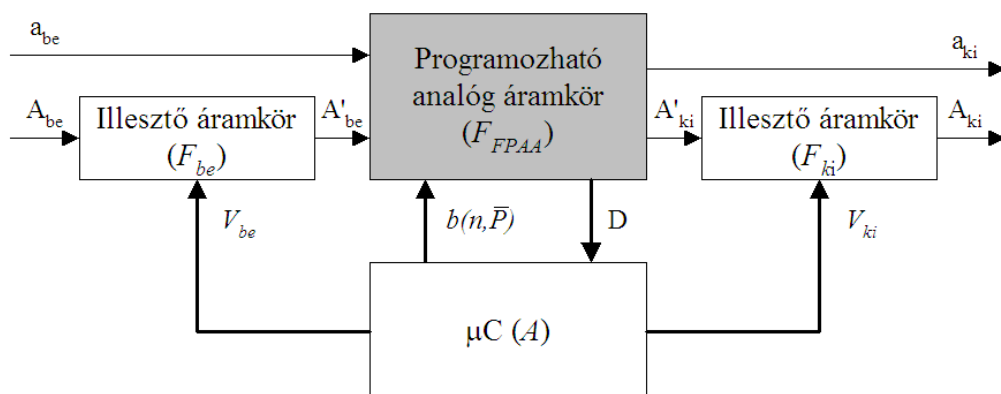 a_be
Programozható
analóg áramkör
(F_FPAA)
a_ki
A_be
Illesztő áramkör
(F_be)
A'_be
A'_ki
Illesztő áramkör
(F_ki)
A_ki
V_be
b(n,P̅)
D
V_ki
μC (A)